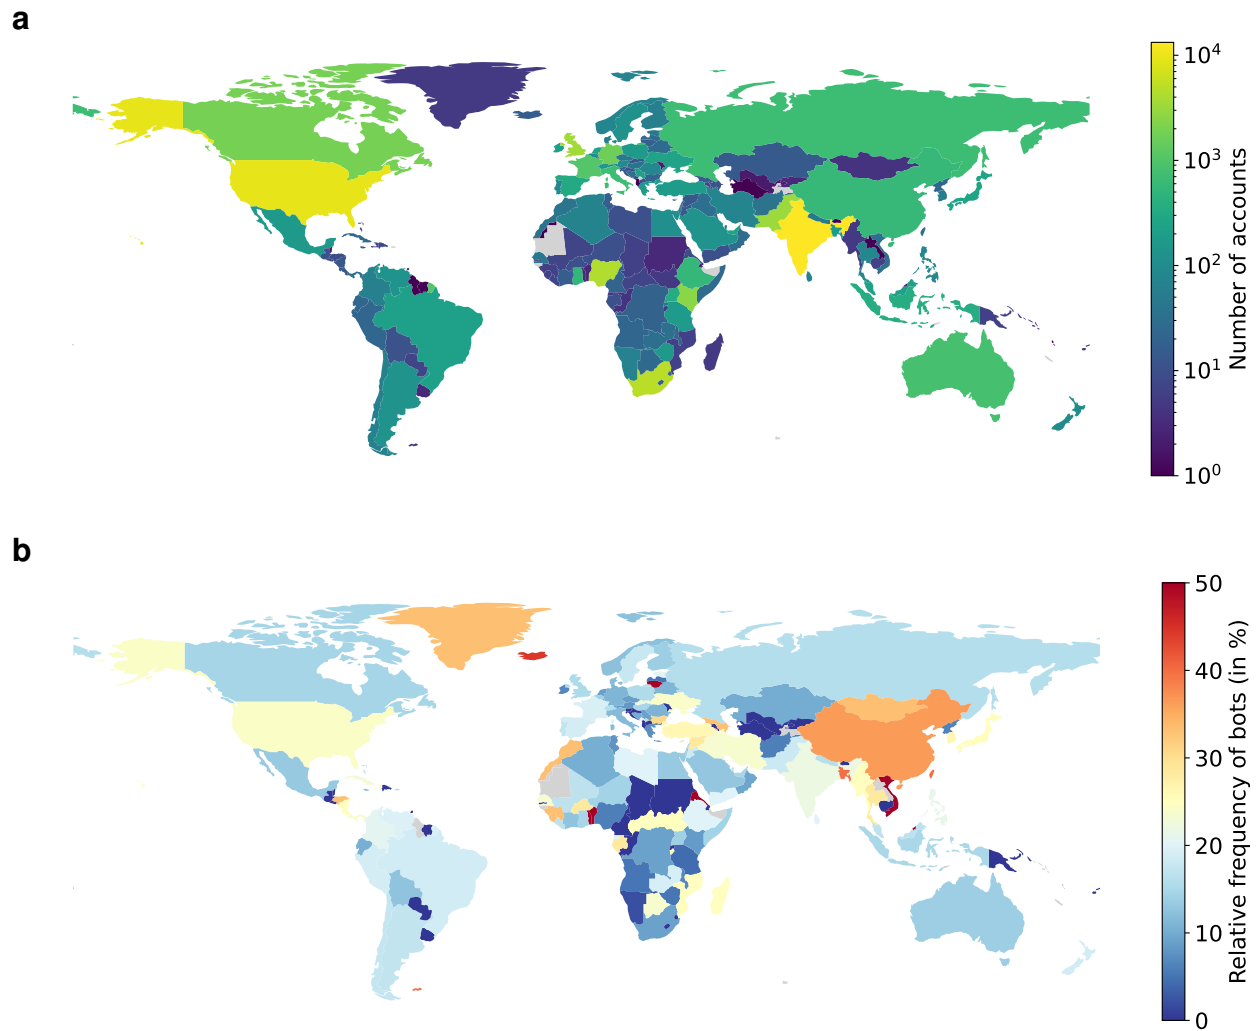 a
10⁴
10³
10²
10¹
10⁰
Number of accounts
b
50
40
30
20
10
0
Relative frequency of bots (in %)